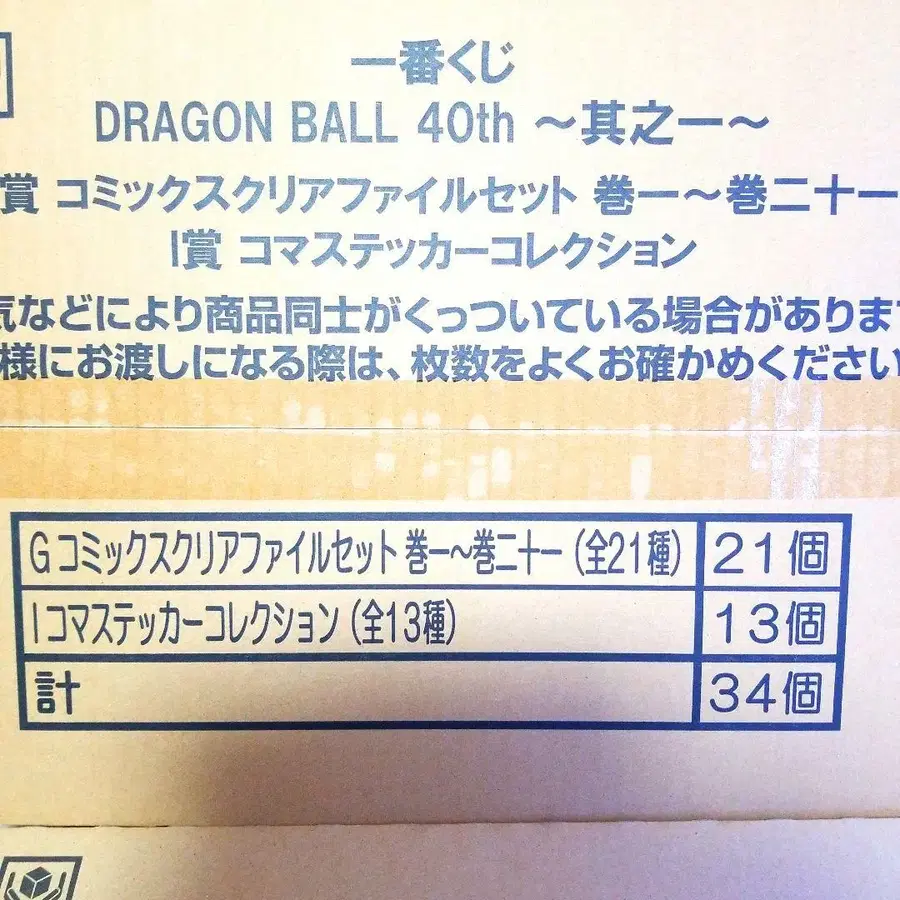 一番くじ
DRAGON BALL 40th ～其之一～
賞 コミックスクリアファイルセット 巻一～巻二十一
I賞 コマステッカーコレクション
気などにより商品同士がくっついている場合がありま
様にお渡しになる際は、枚数をよくお確かめください
G コミックスクリアファイルセット 巻一～巻二十一 (全21種) 21個
I コマステッカーコレクション (全13種) 13個
計 34個